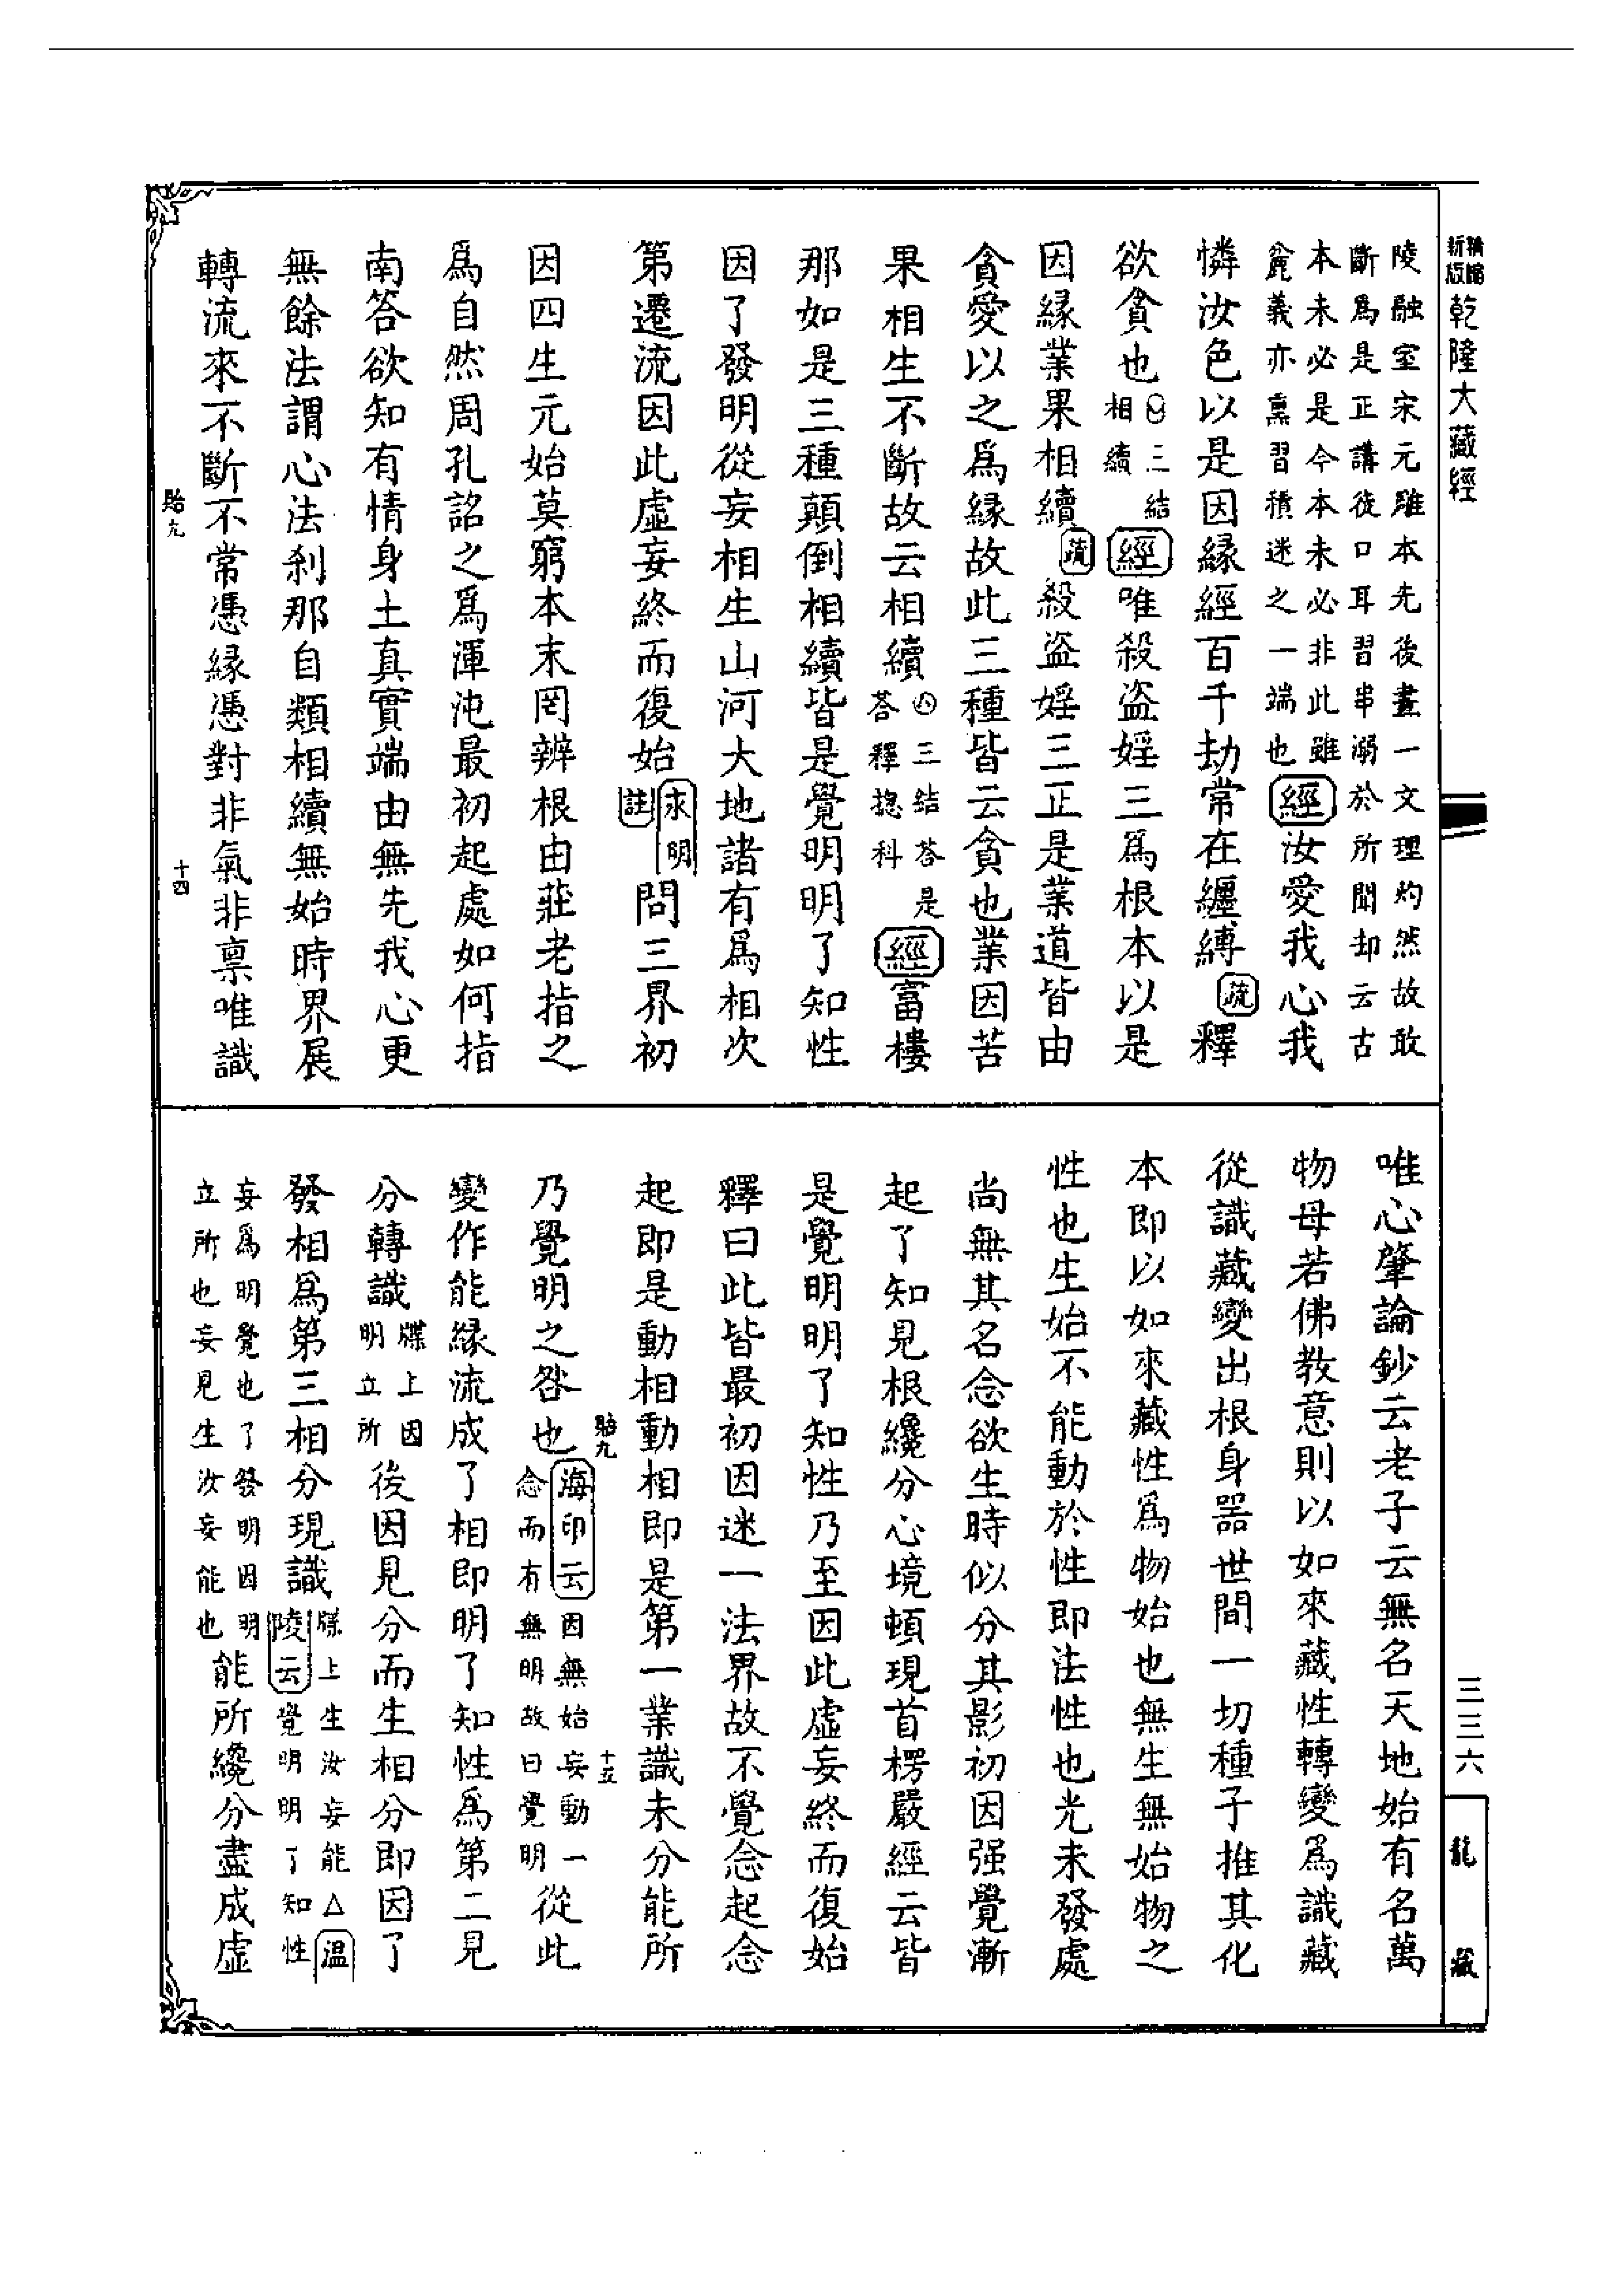 新版精縮乾隆大藏經
陵融室宋元雖本先後晝一文理灼然故敢
斷爲是正講徒口耳習串溺於所聞却云古
本未必是今本未必非此雖
麄義亦熏習積迷之一端也經汝愛我心我
憐汝色以是因緣經百千劫常在纏縛疏釋
欲貪也㊂三結相續經唯殺盜婬三爲根本以是
因緣業果相續疏殺盜婬三正是業道皆由
貪愛以之爲緣故此三種皆云貪也業因苦
果相生不斷故云相續三結荅是荅釋揔科經富樓
那如是三種顛倒相續皆是覺明明了知性
因了發明從妄相生山河大地諸有爲相次
第遷流因此虛妄終而復始永明註問三界初
因四生元始莫窮本末罔辨根由莊老指之
爲自然周孔詺之爲渾沌最初起處如何指
南答欲知有情身土真實端由無先我心更
無餘法謂心法刹那自類相續無始時界展
轉流來不斷不常憑緣憑對非氣非禀唯識
貽九
十四
唯心肇論鈔云老子云無名天地始有名萬
物母若佛教意則以如來藏性轉變爲識藏
從識藏變出根身器世間一切種子推其化
本即以如來藏性爲物始也無生無始物之
性也生始不能動於性即法性也光未發處
尚無其名念欲生時似分其影初因强覺漸
起了知見根纔分心境頓現首楞嚴經云皆
是覺明明了知性乃至因此虛妄終而復始
釋曰此皆最初因迷一法界故不覺念起念
起即是動相動相即是第一業識未分能所
貽九
十五
乃覺明之咎也海印云因無始妄動一念而有無明故曰覺明從此
變作能緣流成了相即明了知性爲第二見
分轉識牒上因明立所後因見分而生相分即因了
發相爲第三相分現識牒上生汝妄能△溫陵云覺明明了知性
妄爲明覺也了發明因明立所也妄見生汝妄能也能所纔分盡成虛
三三六
龍藏